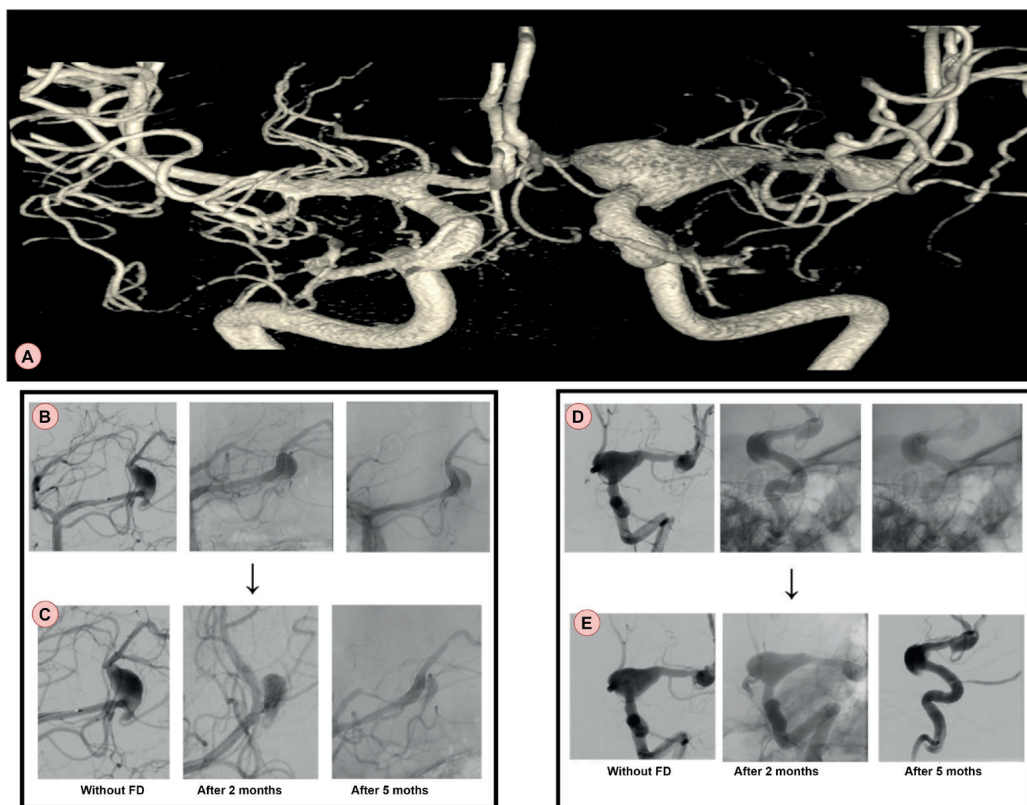 A
B
D
C
E
Without FD
After 2 months
After 5 moths
Without FD
After 2 months
After 5 moths